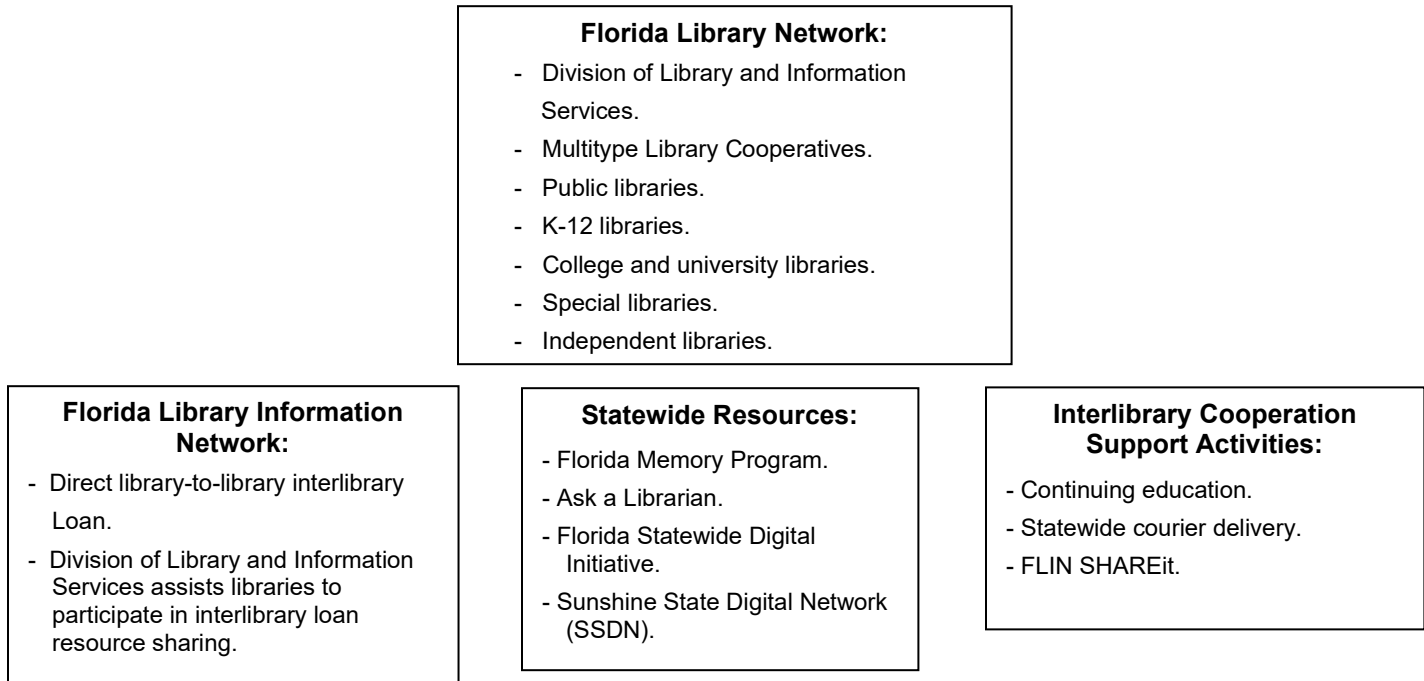 Florida Library Network:
- Division of Library and Information
Services.
- Multitype Library Cooperatives.
- Public libraries.
- K-12 libraries.
- College and university libraries.
- Special libraries.
- Independent libraries.
Florida Library Information
Network:
- Direct library-to-library interlibrary
Loan.
- Division of Library and Information
Services assists libraries to
participate in interlibrary loan
resource sharing.
Statewide Resources:
- Florida Memory Program.
- Ask a Librarian.
- Florida Statewide Digital
Initiative.
- Sunshine State Digital Network
(SSDN).
Interlibrary Cooperation
Support Activities:
- Continuing education.
- Statewide courier delivery.
- FLIN SHAREit.